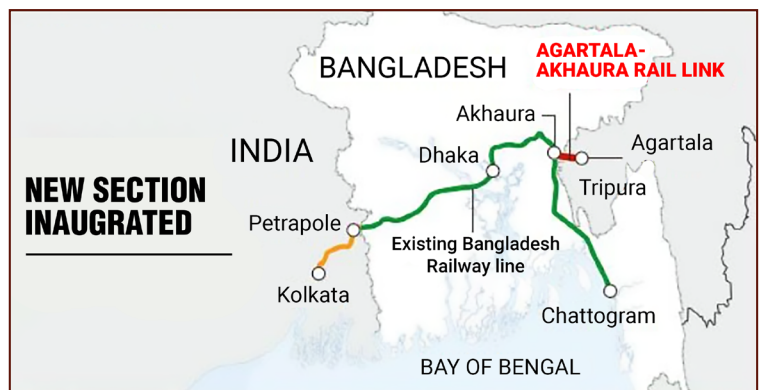 BANGLADESH
AGARTALA-
AKHAURA RAIL LINK
Akhaura
Agartala
INDIA
Dhaka
Tripura
NEW SECTION
INAUGRATED
Petrapole
Existing Bangladesh
Railway line
Kolkata
Chattogram
BAY OF BENGAL